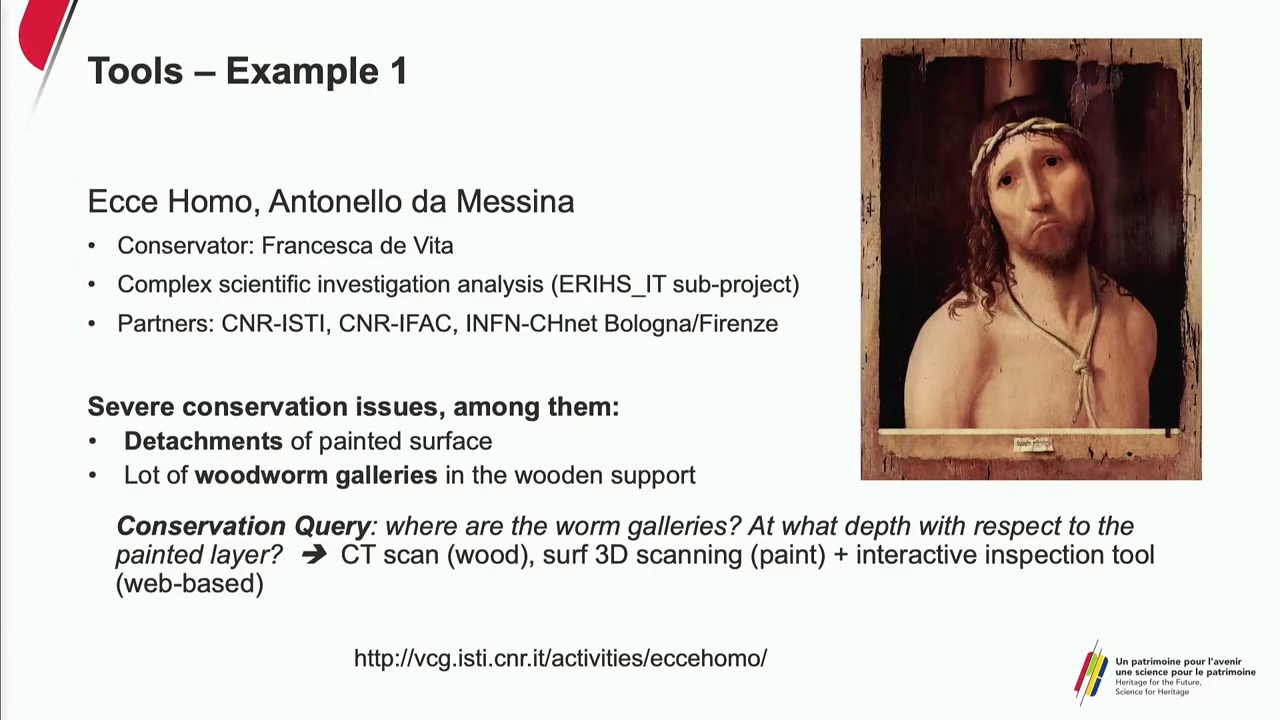 Tools – Example 1
Ecce Homo, Antonello da Messina
• Conservator: Francesca de Vita
• Complex scientific investigation analysis (ERIHS_IT sub-project)
• Partners: CNR-ISTI, CNR-IFAC, INFN-CHnet Bologna/Firenze
Severe conservation issues, among them:
• Detachments of painted surface
• Lot of woodworm galleries in the wooden support
Conservation Query: where are the worm galleries? At what depth with respect to the
painted layer? ➔ CT scan (wood), surf 3D scanning (paint) + interactive inspection tool
(web-based)
http://vcg.isti.cnr.it/activities/eccehomo/
Un patrimoine pour l'avenir
une science pour le patrimoine
Heritage for the Future,
Science for Heritage